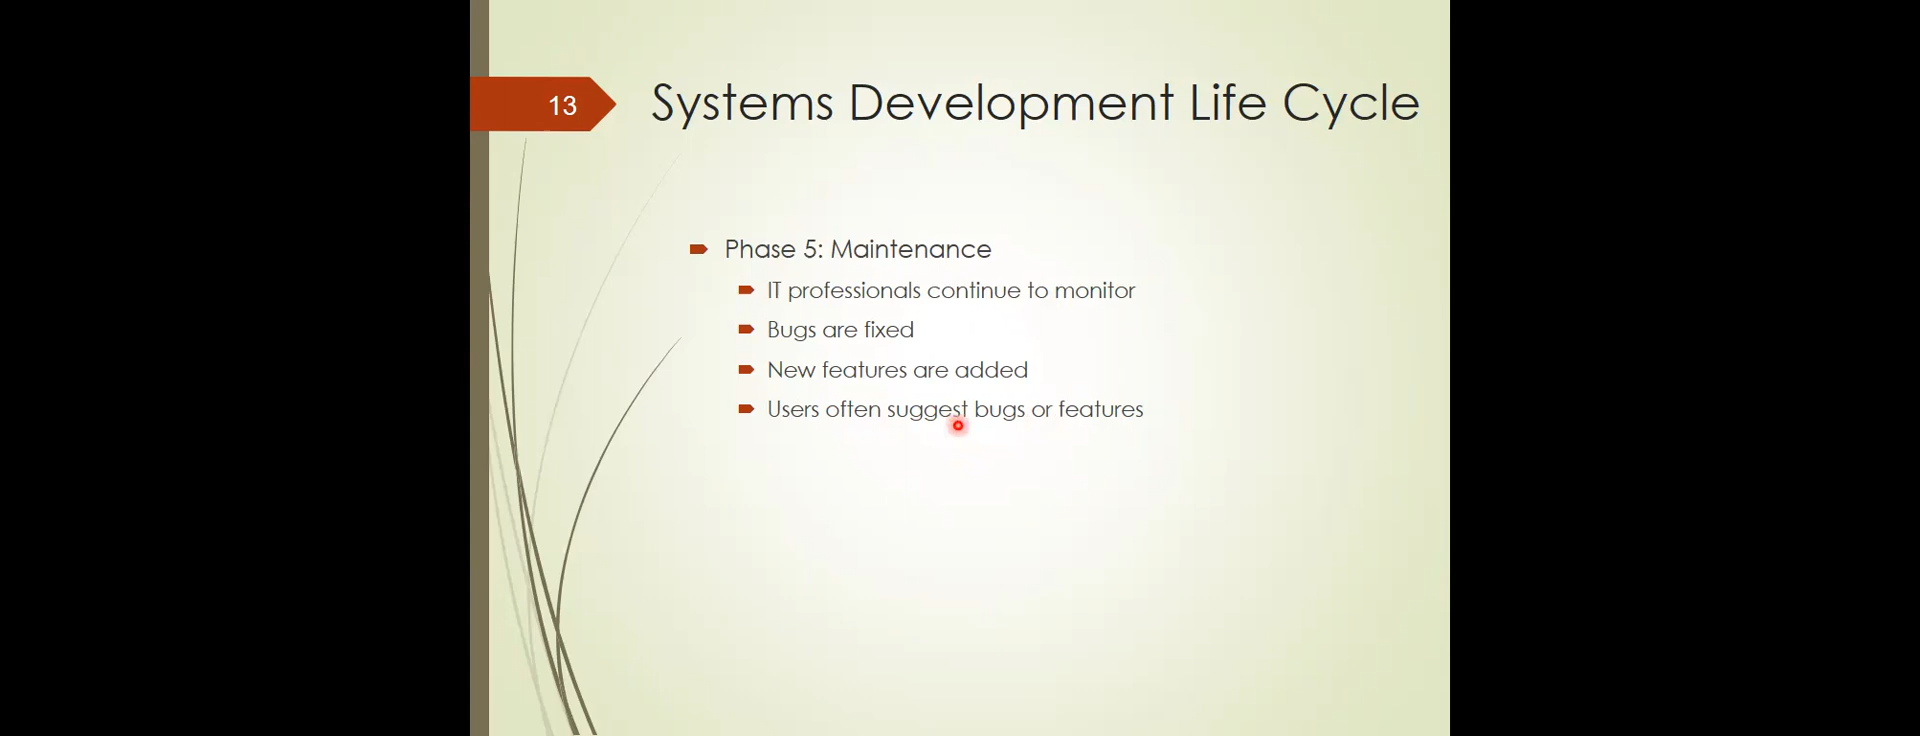 13
Systems Development Life Cycle
Phase 5: Maintenance
IT professionals continue to monitor
Bugs are fixed
New features are added
Users often suggest bugs or features